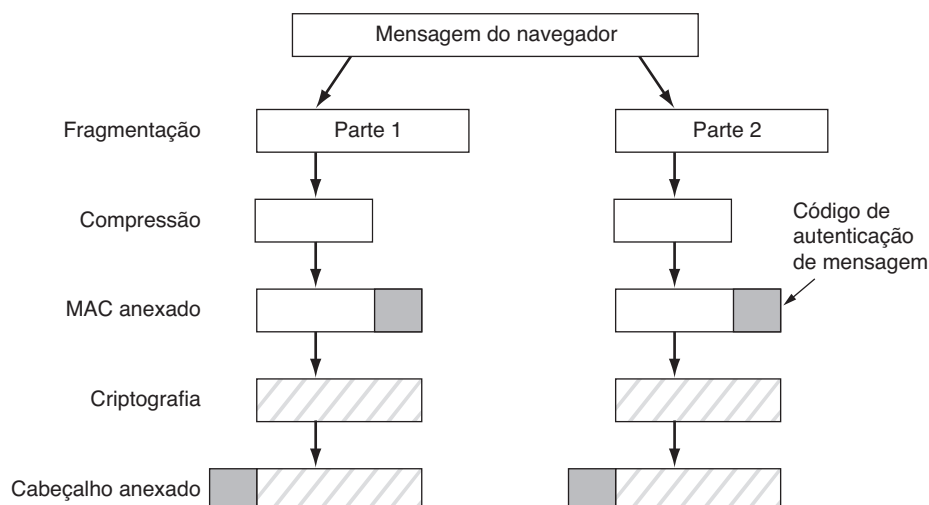 Mensagem do navegador
Fragmentação
Parte 1
Parte 2
Compressão
Código de
autenticação
de mensagem
MAC anexado
Criptografia
Cabeçalho anexado